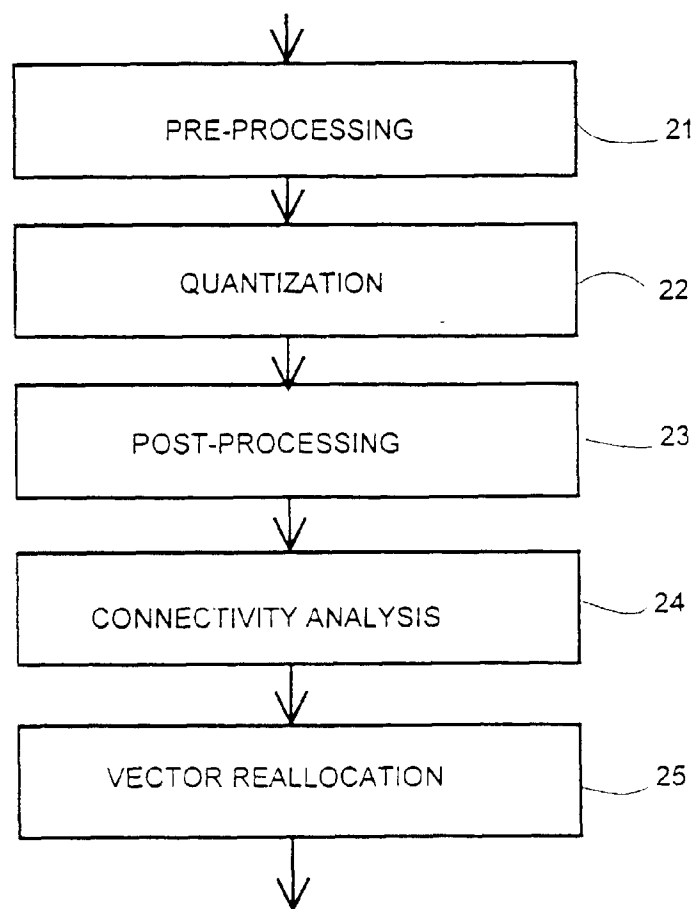 PRE-PROCESSING 21
QUANTIZATION 22
POST-PROCESSING 23
CONNECTIVITY ANALYSIS 24
VECTOR REALLOCATION 25